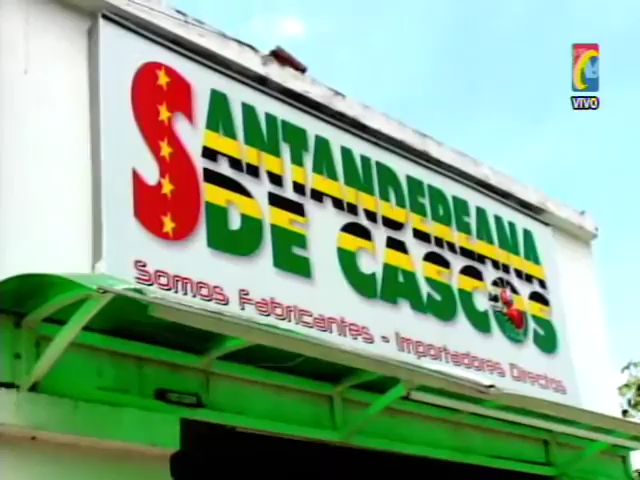 VIVO
SANTANDEREANA
DE CASCOS
Somos Fabricantes - Importadores Directos